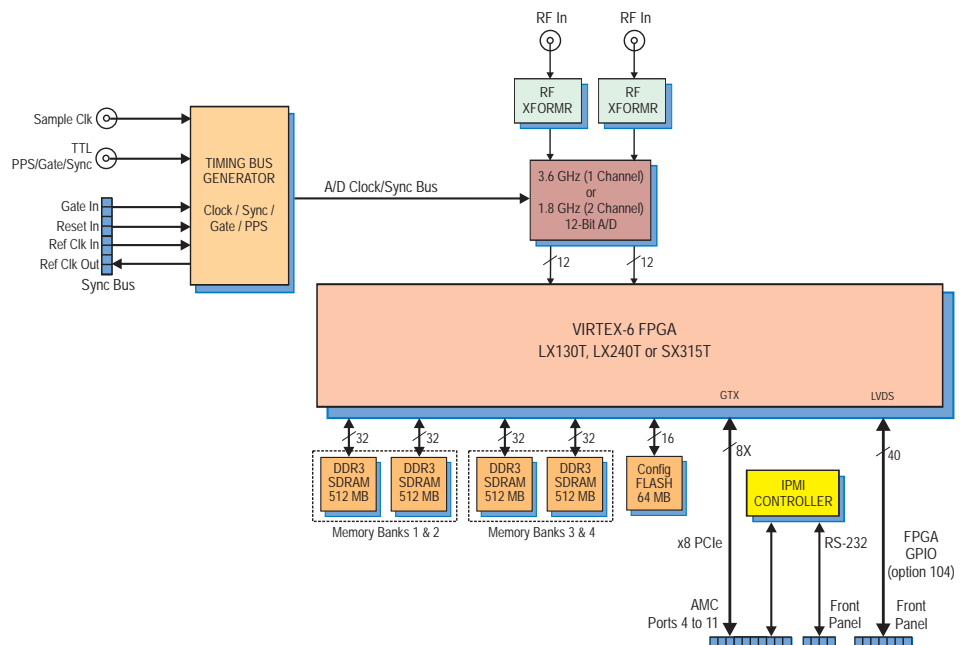 RF In
RF In
RF
XFORMR
RF
XFORMR
Sample Clk
TTL
PPS/Gate/Sync
TIMING BUS
GENERATOR
Clock / Sync /
Gate / PPS
A/D Clock/Sync Bus
3.6 GHz (1 Channel)
or
1.8 GHz (2 Channel)
12-Bit A/D
Gate In
Reset In
Ref Clk In
Ref Clk Out
Sync Bus
12
12
VIRTEX-6 FPGA
LX130T, LX240T or SX315T
GTX
LVDS
32
32
32
32
16
8X
40
DDR3
SDRAM
512 MB
DDR3
SDRAM
512 MB
DDR3
SDRAM
512 MB
DDR3
SDRAM
512 MB
Config
FLASH
64 MB
Memory Banks 1 & 2
Memory Banks 3 & 4
IPMI
CONTROLLER
x8 PCIe
RS-232
FPGA
GPIO
(option 104)
AMC
Ports 4 to 11
Front
Panel
Front
Panel